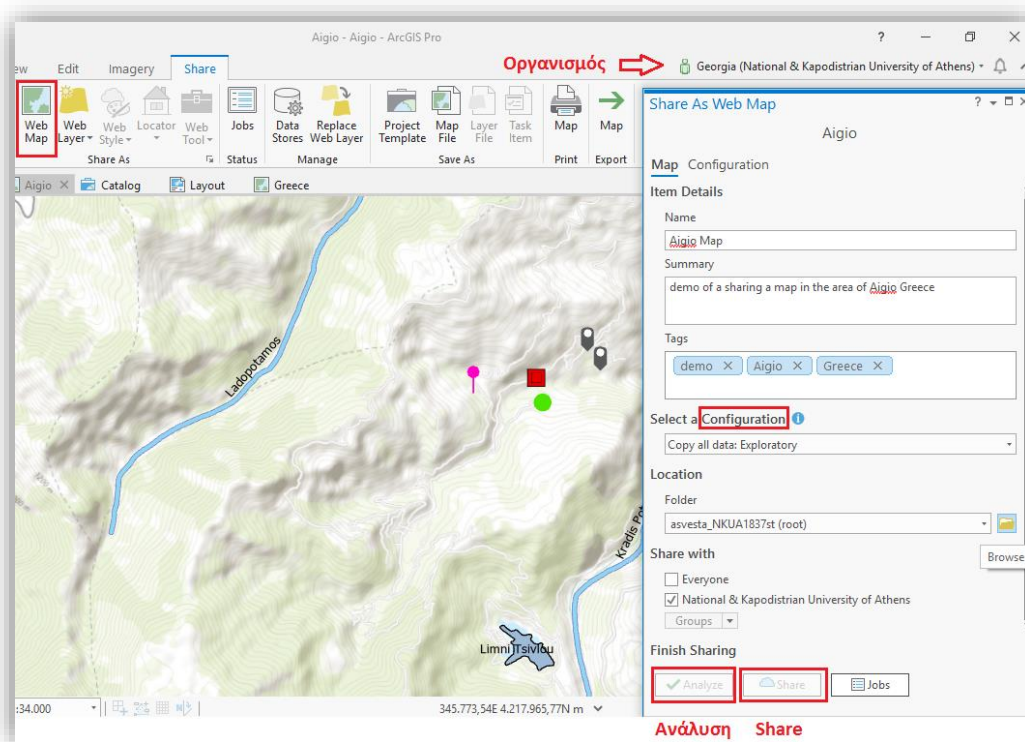 Aigio - Aigio - ArcGIS Pro
?
Οργανισμός
Georgia (National & Kapodistrian University of Athens)
ew Edit Imagery Share
Web Map
Web Layer
Web Style
Locator
Web Tool
Jobs
Data Stores
Replace Web Layer
Project Template
Map File
Layer File
Task Item
Map
Map
Share As Status Manage Save As Print Export
Aigio Catalog Layout Greece
Ladopotamos
Kradis Pot
Limni Tsivlou
:34.000
345.773,54E 4.217.965,77N m
Share As Web Map
?
Aigio
Map Configuration
Item Details
Name
Aigio Map
Summary
demo of a sharing a map in the area of Aigio Greece
Tags
demo Aigio Greece
Select a Configuration
Copy all data: Exploratory
Location
Folder
asvesta_NKUA1837st (root)
Browse
Share with
Everyone
National & Kapodistrian University of Athens
Groups
Finish Sharing
Analyze Share Jobs
Ανάλυση Share